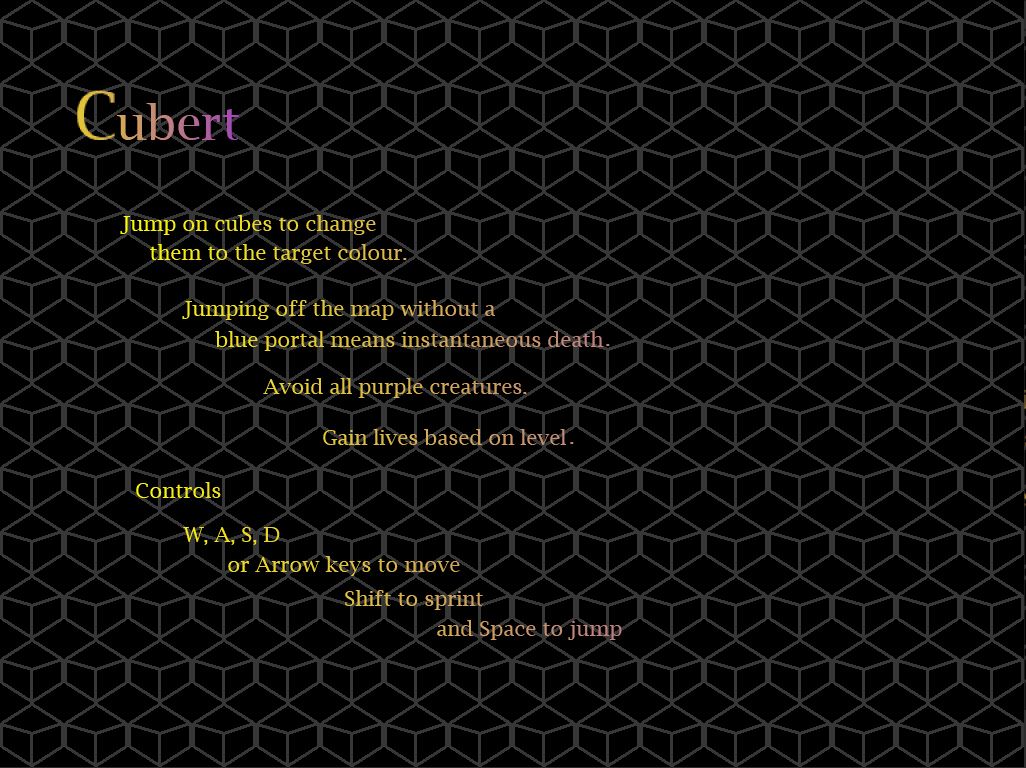 Cubert
Jump on cubes to change
them to the target colour.
Jumping off the map without a
blue portal means instantaneous death.
Avoid all purple creatures.
Gain lives based on level.
Controls
W, A, S, D
or Arrow keys to move
Shift to sprint
and Space to jump